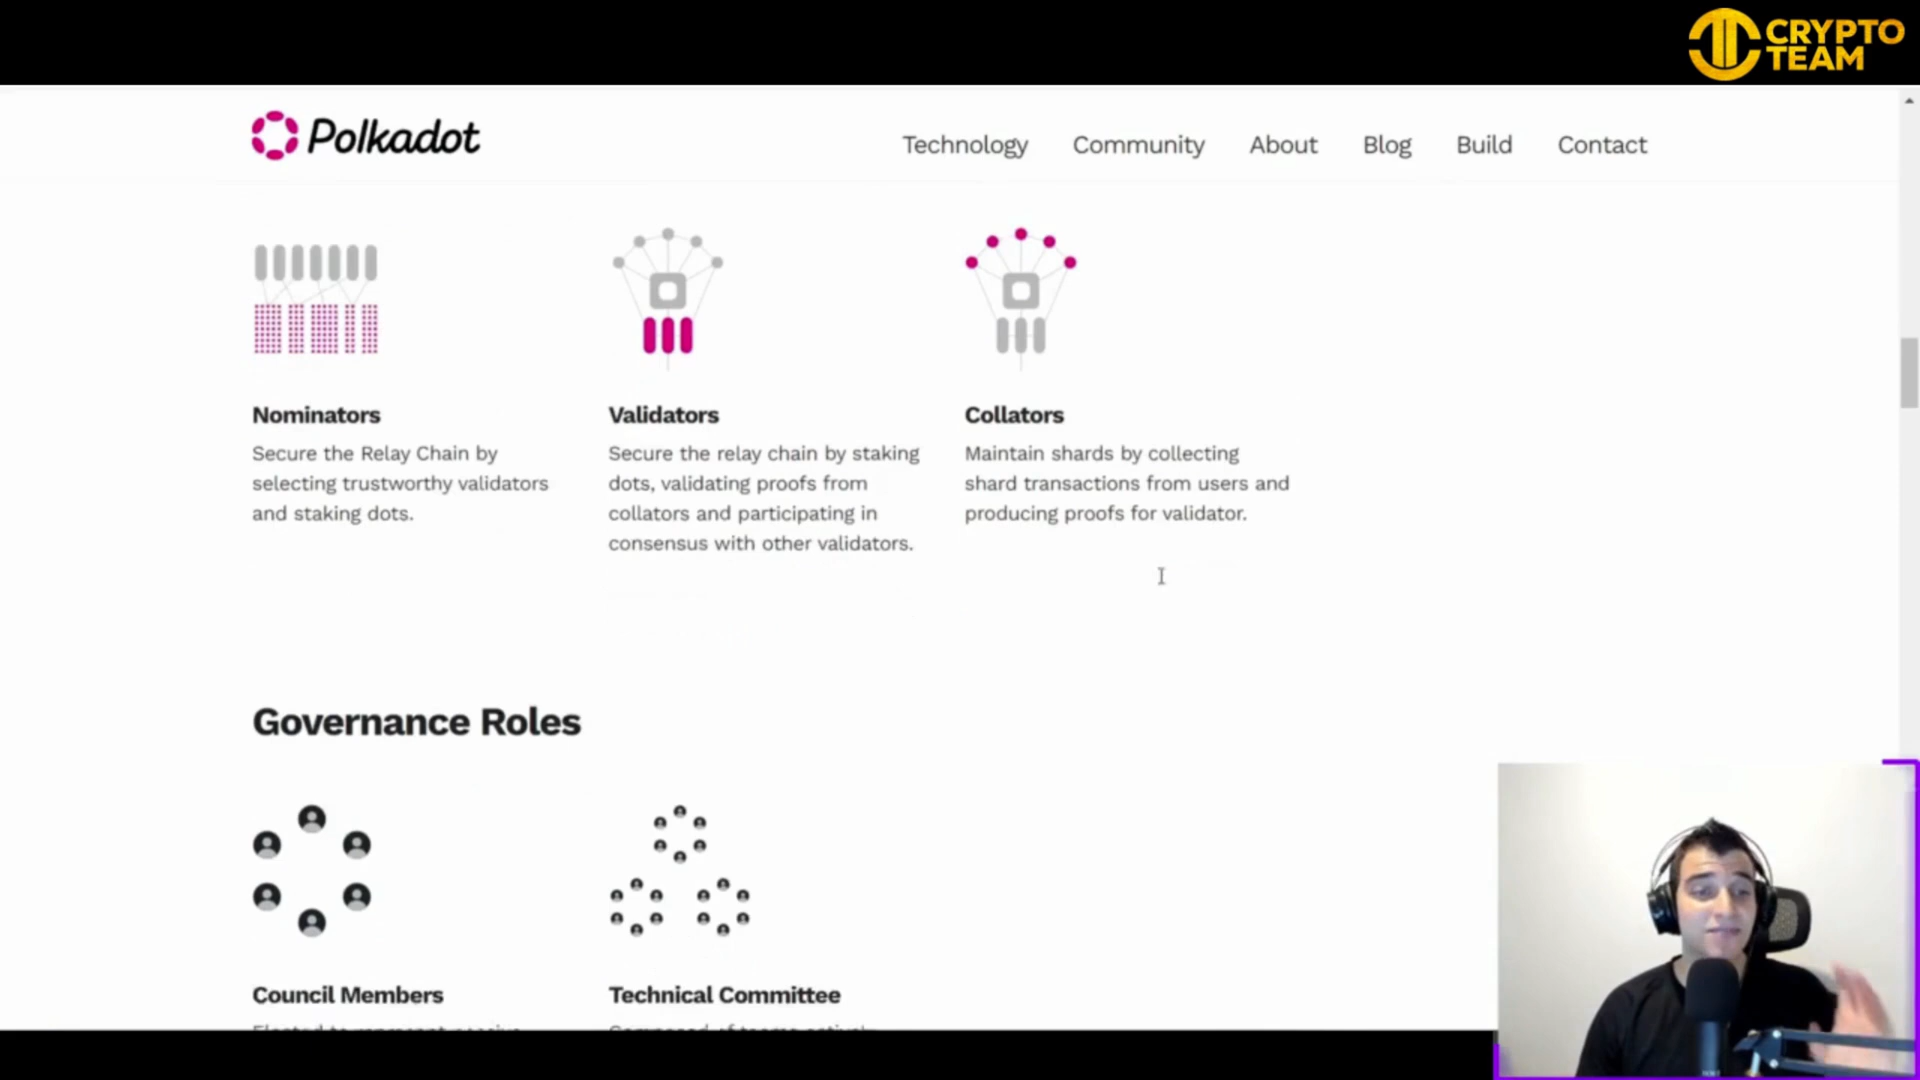 CRYPTO
TEAM
Polkadot
Technology Community About Blog Build Contact
Nominators
Secure the Relay Chain by
selecting trustworthy validators
and staking dots.
Validators
Secure the relay chain by staking
dots, validating proofs from
collators and participating in
consensus with other validators.
Collators
Maintain shards by collecting
shard transactions from users and
producing proofs for validator.
Governance Roles
Council Members
Technical Committee